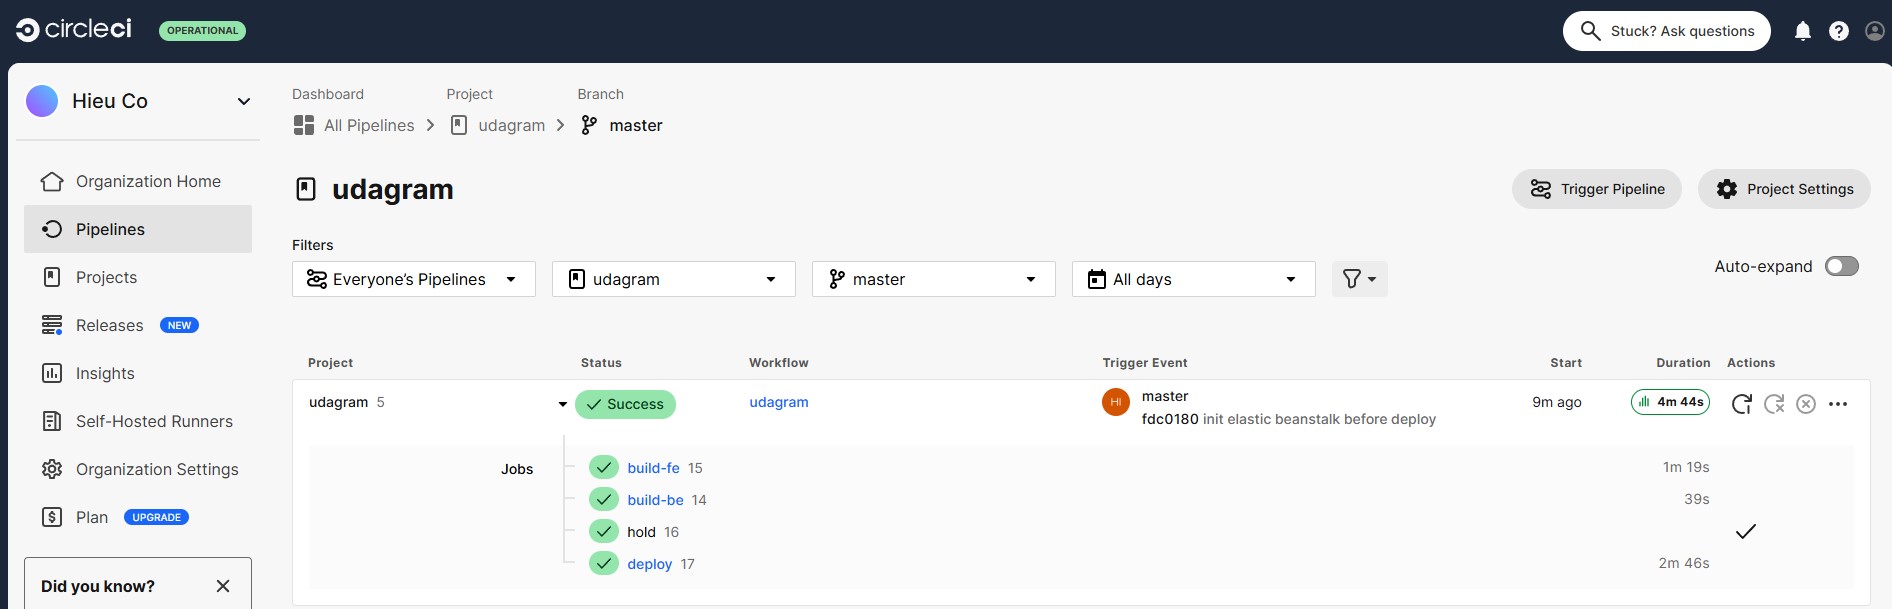 circleci OPERATIONAL Stuck? Ask questions
Hieu Co
Dashboard Project Branch
All Pipelines udagram master
Organization Home
Pipelines
Projects
Releases NEW
Insights
Self-Hosted Runners
Organization Settings
Plan UPGRADE
Did you know?
udagram
Trigger Pipeline Project Settings
Filters
Everyone's Pipelines udagram master All days
Auto-expand
Project Status Workflow Trigger Event Start Duration Actions
udagram 5 Success udagram HI master 9m ago 4m 44s
fdc0180 init elastic beanstalk before deploy
Jobs
build-fe 15 1m 19s
build-be 14 39s
hold 16
deploy 17 2m 46s